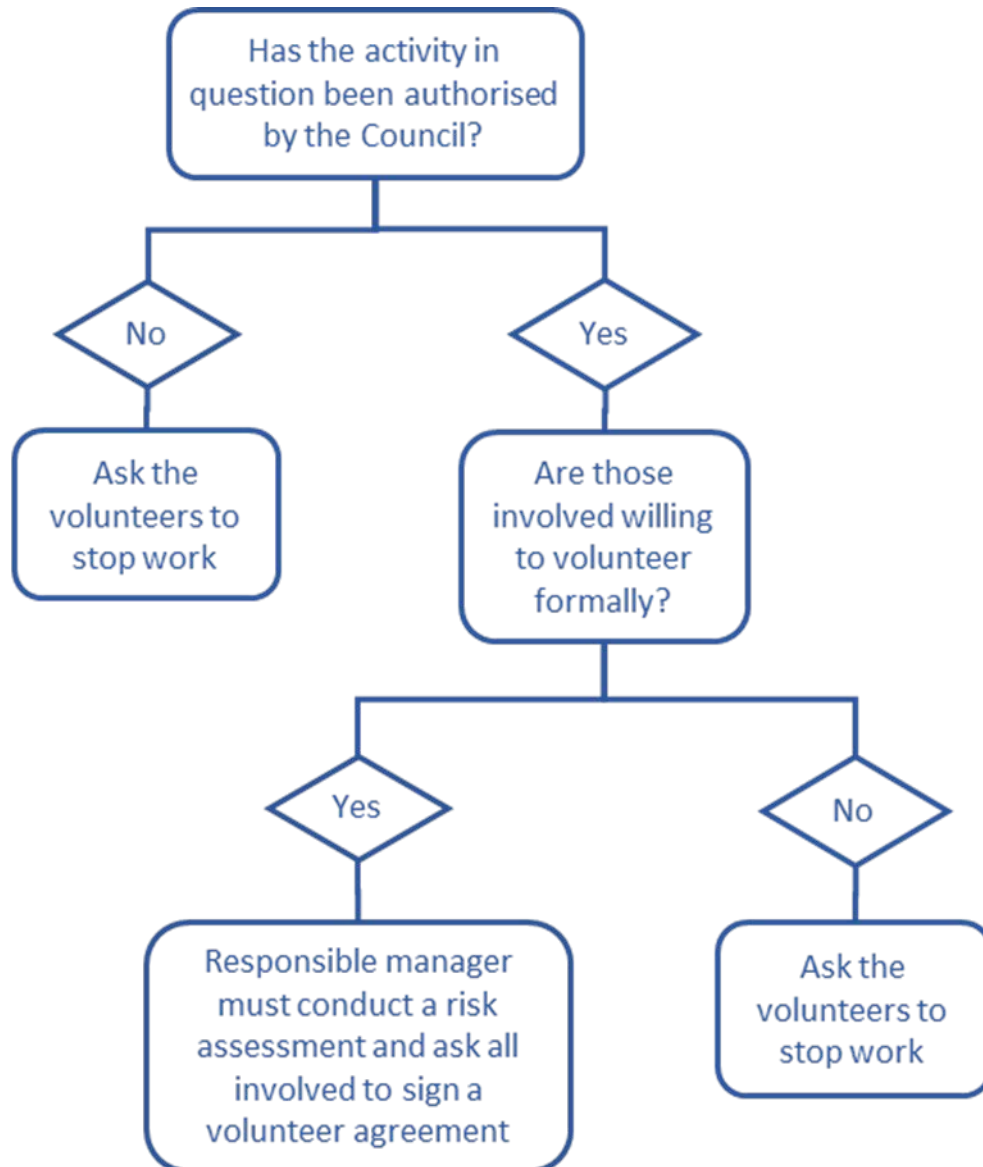 Has the activity in
question been authorised
by the Council?
No
Yes
Ask the
volunteers to
stop work
Are those
involved willing
to volunteer
formally?
Yes
No
Responsible manager
must conduct a risk
assessment and ask all
involved to sign a
volunteer agreement
Ask the
volunteers to
stop work